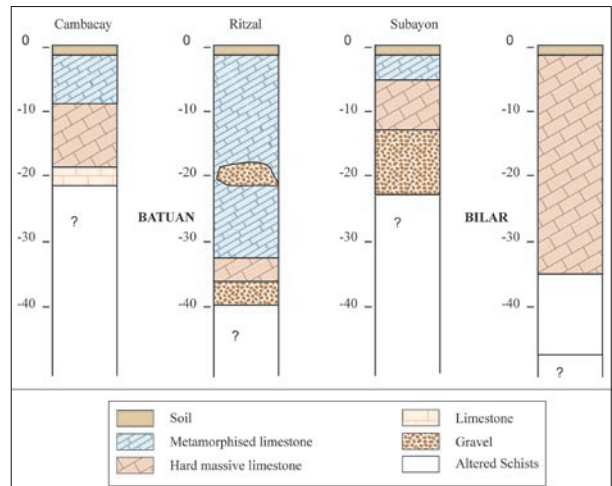 Cambacay Ritzal Subayon
0 0 0 0
-10 -10 -10 -10
-20 -20 -20 -20
? BATUAN ? BILAR
-30 -30 -30 -30
-40 -40 -40 -40
? ?
Soil Limestone
Metamorphised limestone Gravel
Hard massive limestone Altered Schists